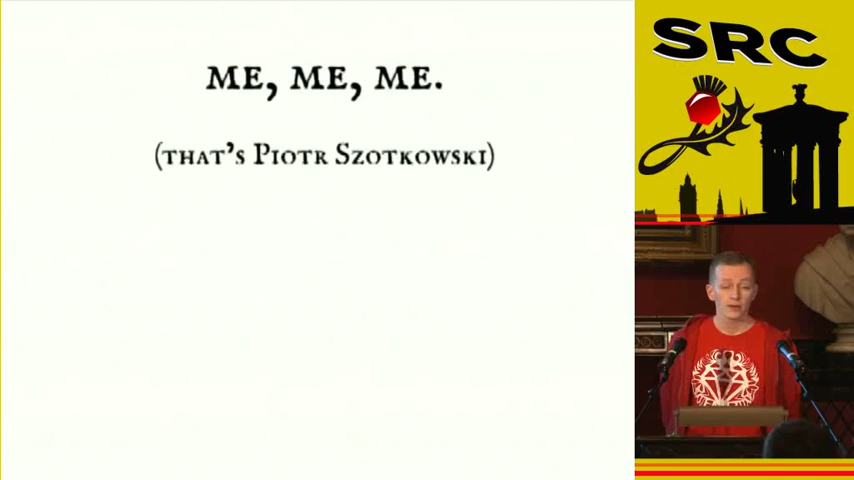 ME, ME, ME.
(THAT'S PIOTR SZOTKOWSKI)
SRC